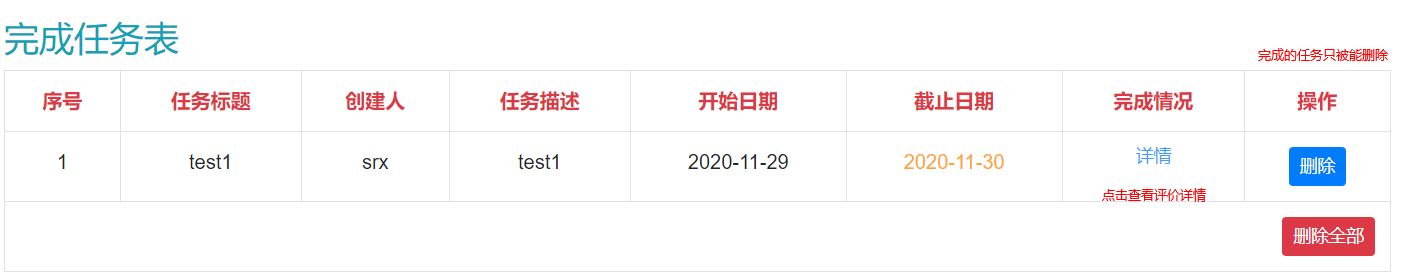 完成任务表
完成的任务只被能删除
序号 任务标题 创建人 任务描述 开始日期 截止日期 完成情况 操作
1 test1 srx test1 2020-11-29 2020-11-30 详情 删除
点击查看评价详情
删除全部